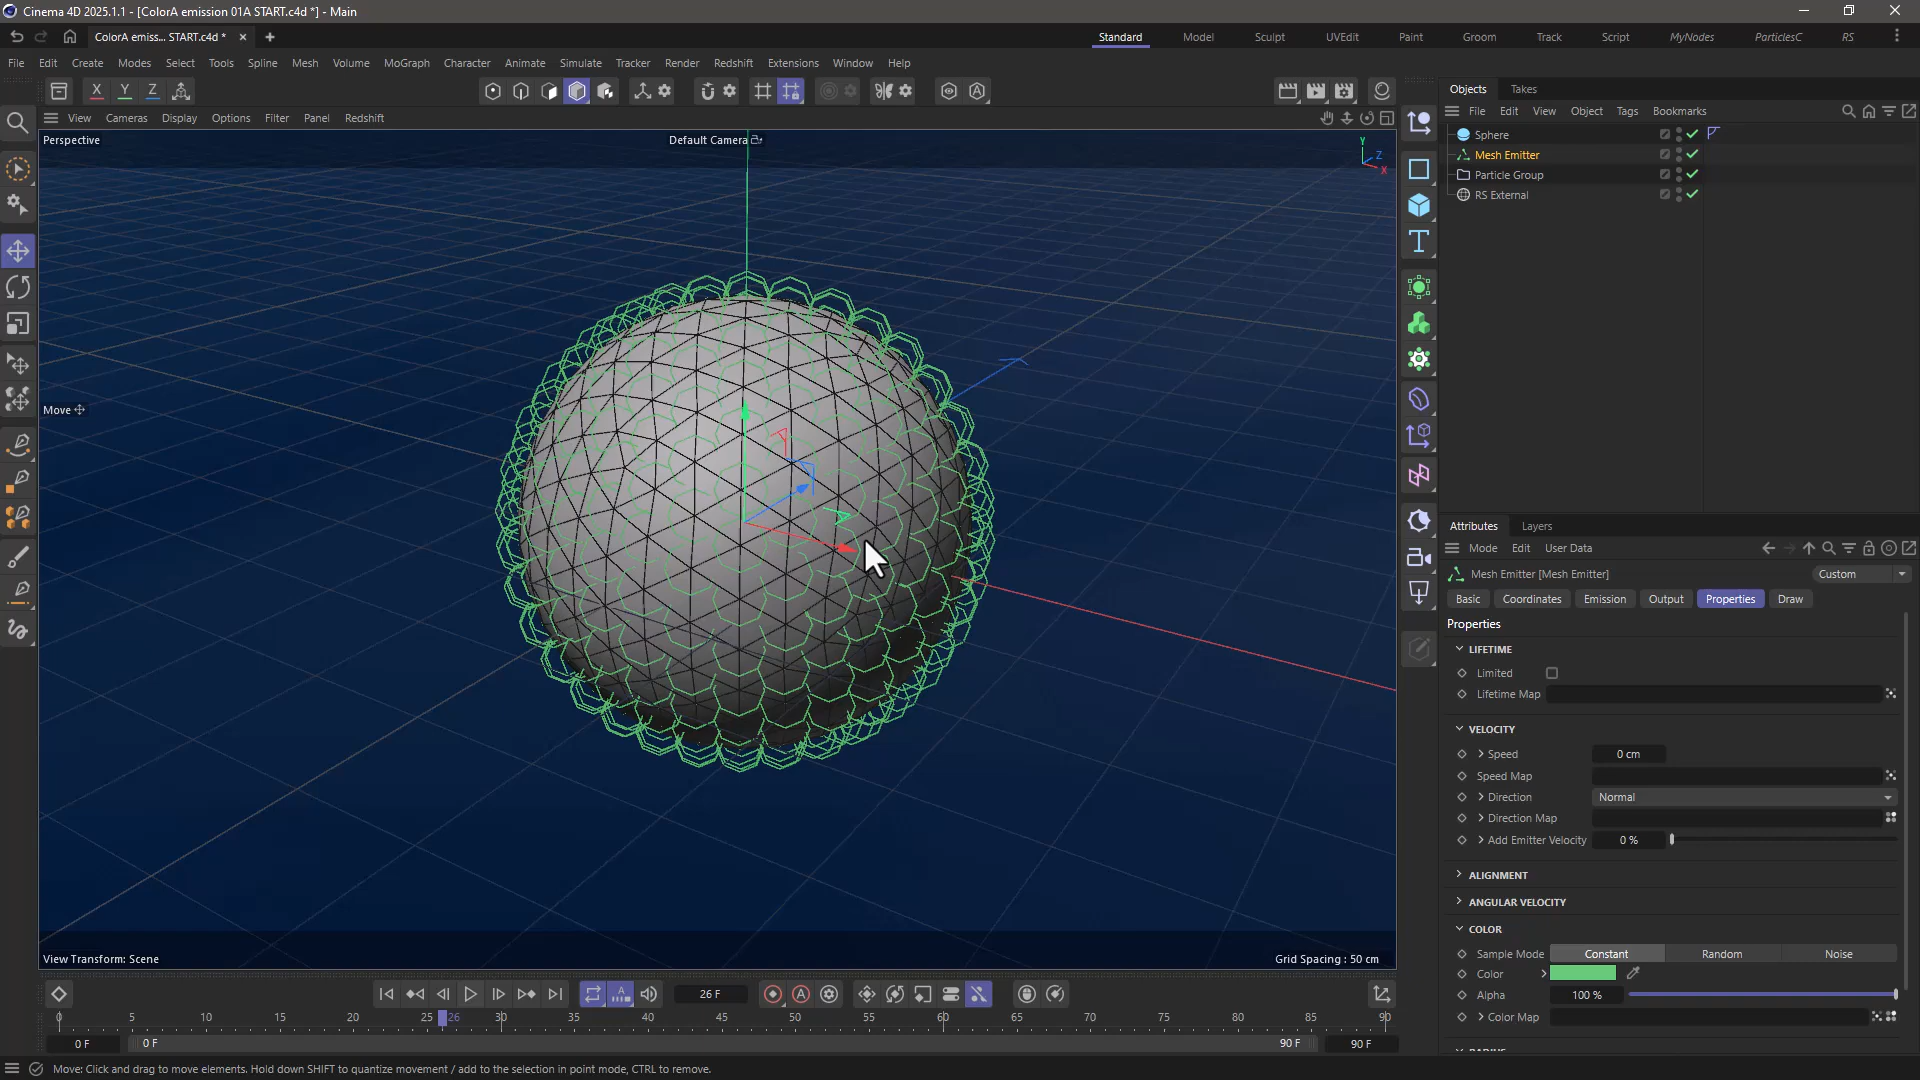 Cinema 4D 2025.1.1 - [ColorA emission 01A START.c4d *] - Main
ColorA emiss... START.c4d *
Standard Model Sculpt UVEdit Paint Groom Track Script MyNodes ParticlesC RS
File Edit Create Modes Select Tools Spline Mesh Volume MoGraph Character Animate Simulate Tracker Render Redshift Extensions Window Help
X Y Z
View Cameras Display Options Filter Panel Redshift
Perspective
Default Camera
Y
Z
X
Move
View Transform: Scene
Grid Spacing : 50 cm
Objects Takes
File Edit View Object Tags Bookmarks
Sphere
Mesh Emitter
Particle Group
RS External
Attributes Layers
Mode Edit User Data
Mesh Emitter [Mesh Emitter]
Custom
Basic Coordinates Emission Output Properties Draw
Properties
LIFETIME
Limited
Lifetime Map
VELOCITY
Speed 0 cm
Speed Map
Direction Normal
Direction Map
Add Emitter Velocity 0 %
ALIGNMENT
ANGULAR VELOCITY
COLOR
Sample Mode Constant Random Noise
Color
Alpha 100 %
Color Map
26 F
0 5 10 15 20 25 26 30 35 40 45 50 55 60 65 70 75 80 85 90
0 F 0 F 90 F 90 F
Move: Click and drag to move elements. Hold down SHIFT to quantize movement / add to the selection in point mode, CTRL to remove.